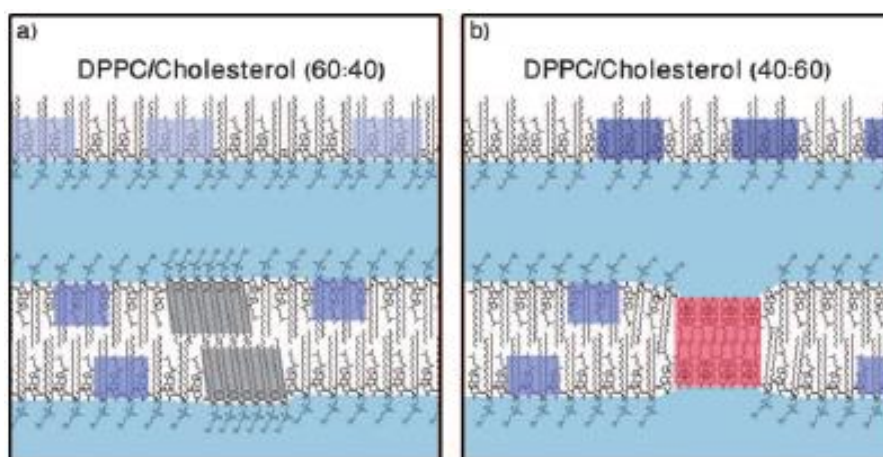 a)
DPPC/Cholesterol (60:40)
b)
DPPC/Cholesterol (40:60)